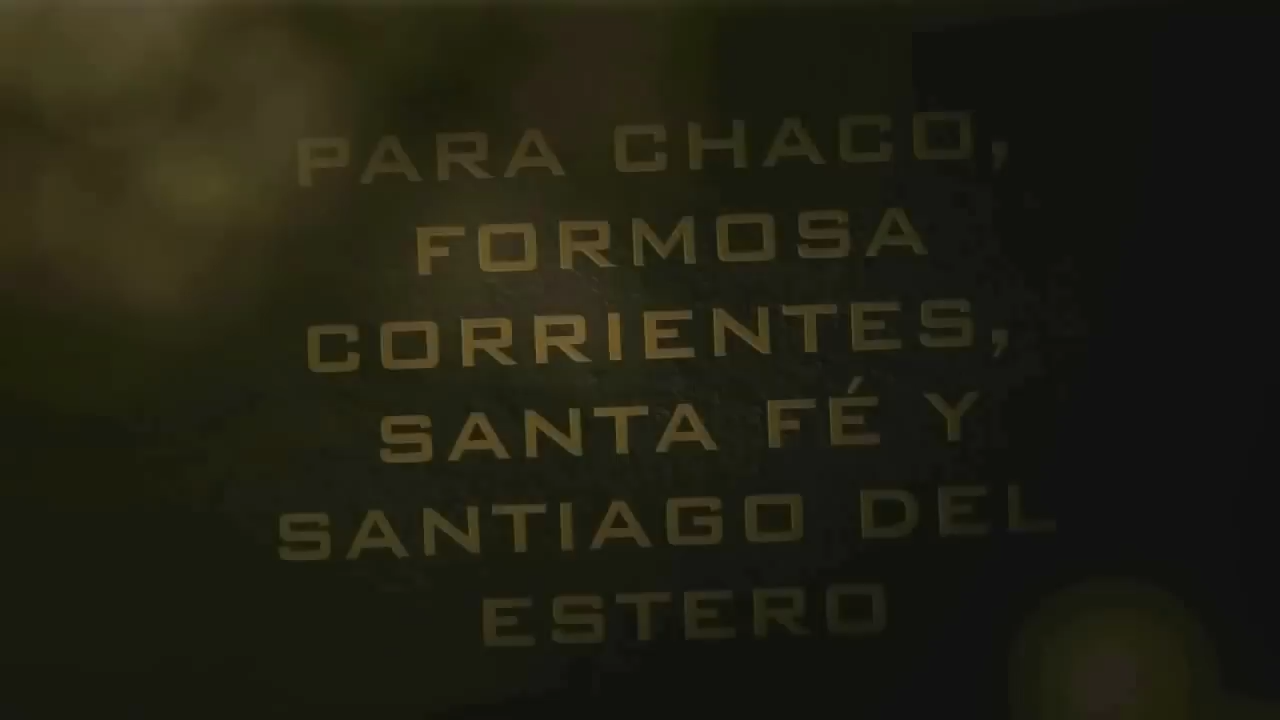 PARA CHACO,
FORMOSA
CORRIENTES,
SANTA FÉ Y
SANTIAGO DEL
ESTERO